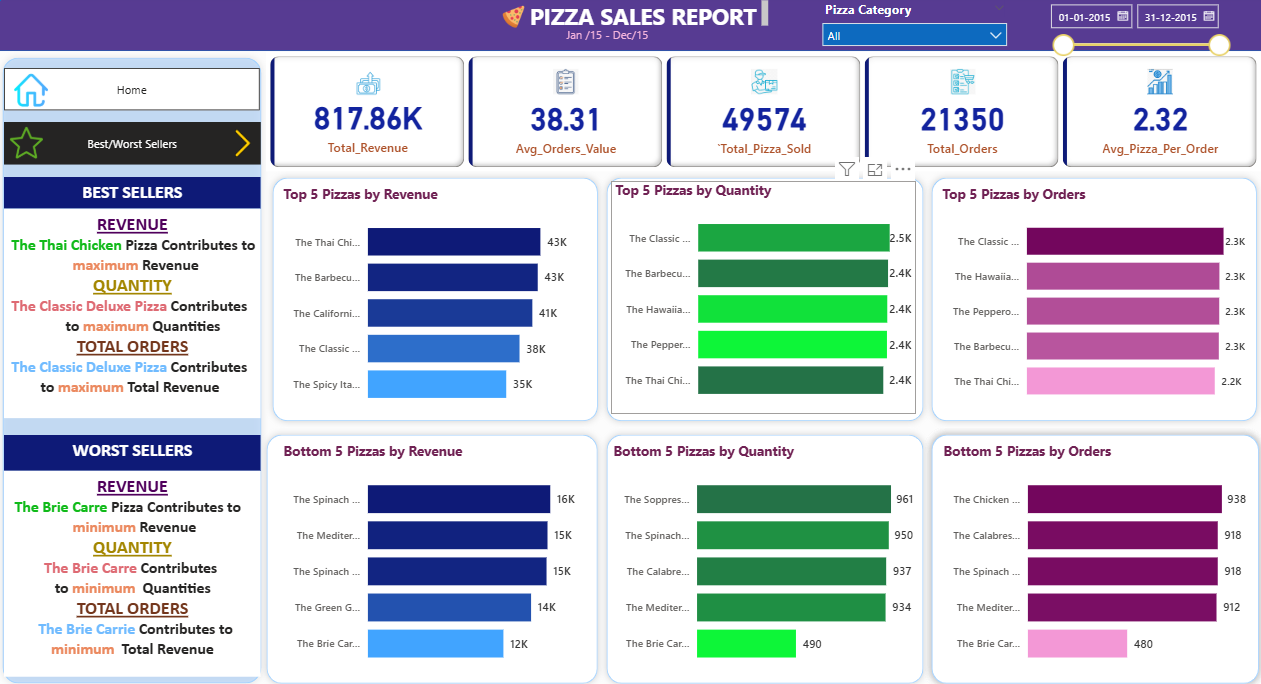 PIZZA SALES REPORT
Jan /15 - Dec/15
Pizza Category
All
01-01-2015
31-12-2015
Home
Best/Worst Sellers
817.86K
Total_Revenue
38.31
Avg_Orders_Value
49574
`Total_Pizza_Sold
21350
Total_Orders
2.32
Avg_Pizza_Per_Order
BEST SELLERS
REVENUE
The Thai Chicken Pizza Contributes to
maximum Revenue
QUANTITY
The Classic Deluxe Pizza Contributes
to maximum Quantities
TOTAL ORDERS
The Classic Deluxe Pizza Contributes
to maximum Total Revenue
WORST SELLERS
REVENUE
The Brie Carre Pizza Contributes to
minimum Revenue
QUANTITY
The Brie Carre Contributes
to minimum Quantities
TOTAL ORDERS
The Brie Carrie Contributes to
minimum Total Revenue
Top 5 Pizzas by Revenue
The Thai Chi... 43K
The Barbecu... 43K
The Californi... 41K
The Classic ... 38K
The Spicy Ita... 35K
Top 5 Pizzas by Quantity
The Classic ... 2.5K
The Barbecu... 2.4K
The Hawaiia... 2.4K
The Pepper... 2.4K
The Thai Chi... 2.4K
Top 5 Pizzas by Orders
The Classic ... 2.3K
The Hawaiia... 2.3K
The Peppero... 2.3K
The Barbecu... 2.3K
The Thai Chi... 2.2K
Bottom 5 Pizzas by Revenue
The Spinach ... 16K
The Mediter... 15K
The Spinach ... 15K
The Green G... 14K
The Brie Car... 12K
Bottom 5 Pizzas by Quantity
The Soppres... 961
The Spinach... 950
The Calabre... 937
The Mediter... 934
The Brie Car... 490
Bottom 5 Pizzas by Orders
The Chicken ... 938
The Calabres... 918
The Spinach ... 918
The Mediter... 912
The Brie Car... 480